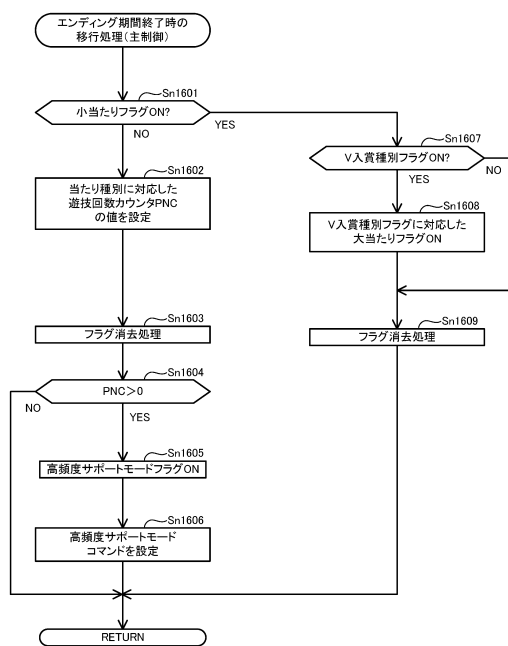 エンディング期間終了時の
移行処理(主制御)
Sn1601
小当たりフラグON?
NO
YES
Sn1602
当たり種別に対応した
遊技回数カウンタPNC
の値を設定
Sn1603
フラグ消去処理
Sn1604
PNC>0
NO
YES
Sn1605
高頻度サポートモードフラグON
Sn1606
高頻度サポートモード
コマンドを設定
Sn1607
V入賞種別フラグON?
NO
YES
Sn1608
V入賞種別フラグに対応した
大当たりフラグON
Sn1609
フラグ消去処理
RETURN